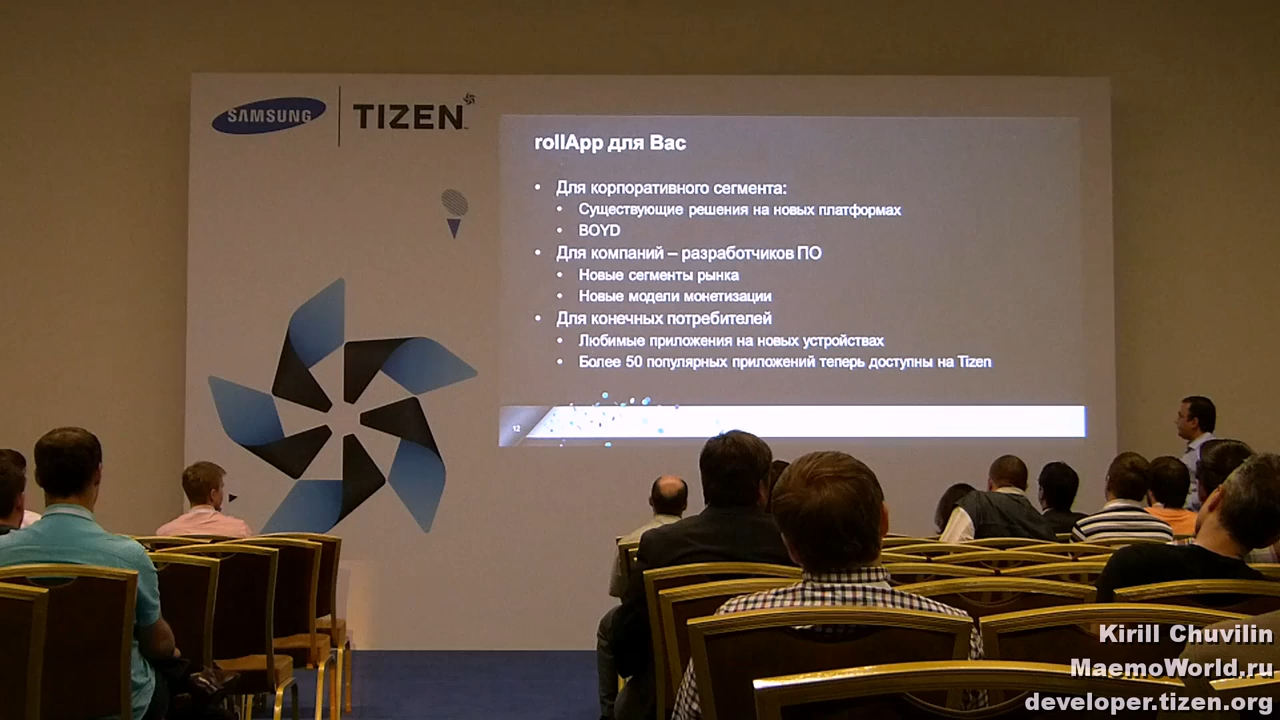 SAMSUNG
TIZEN™
rollApp для Вас
• Для корпоративного сегмента:
• Существующие решения на новых платформах
• BOYD
• Для компаний – разработчиков ПО
• Новые сегменты рынка
• Новые модели монетизации
• Для конечных потребителей
• Любимые приложения на новых устройствах
• Более 50 популярных приложений теперь доступны на Tizen
12
Kirill Chuvilin
MaemoWorld.ru
developer.tizen.org